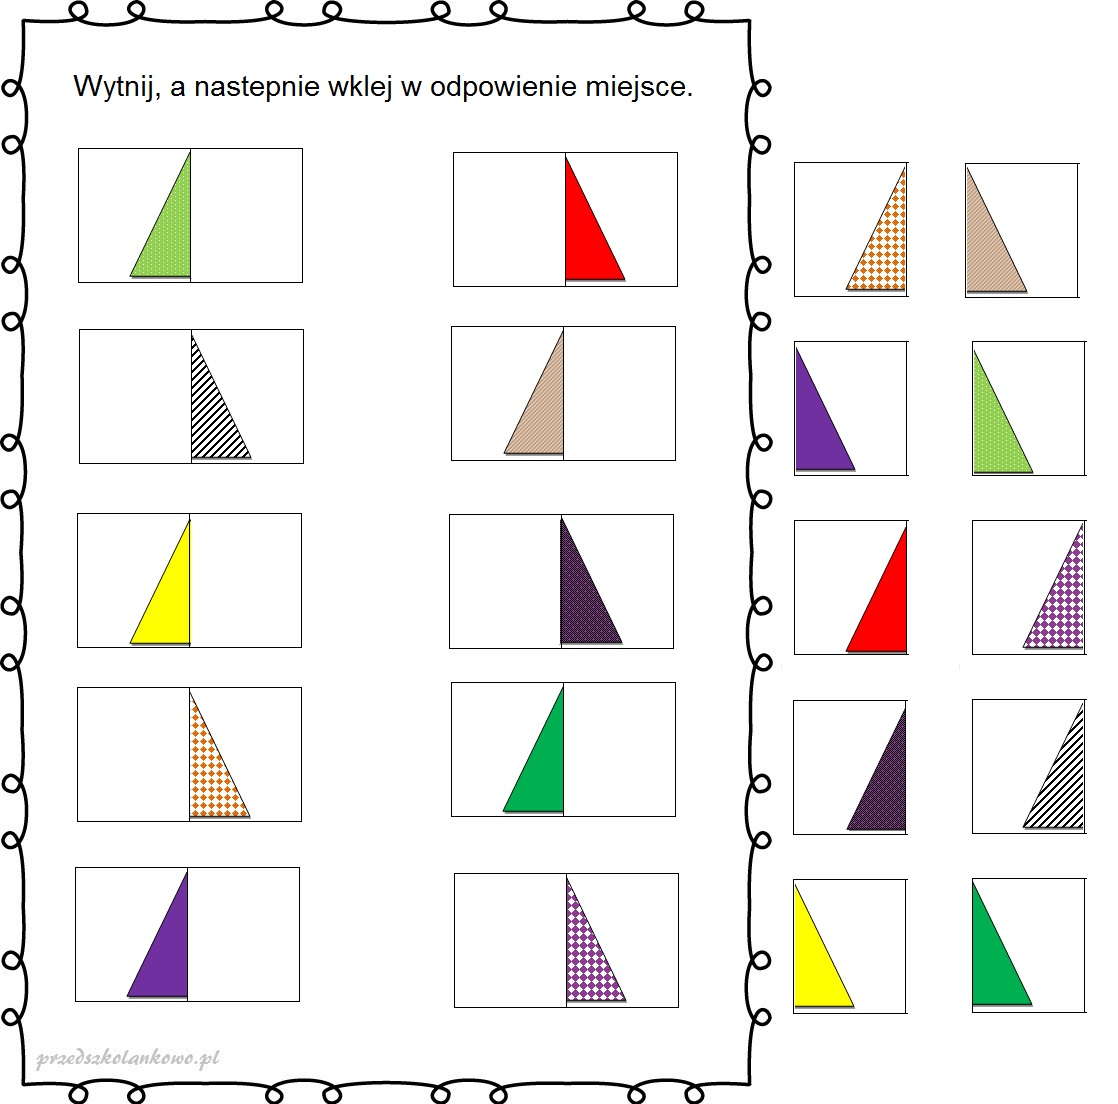 Wytnij, a nastepnie wklej w odpowienie miejsce.
przedszkolankowo.pl